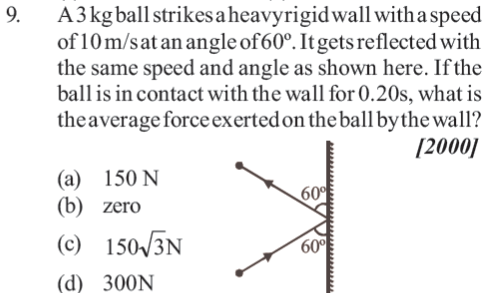 9. A 3 kg ball strikes a heavy rigid wall with a speed
of 10 m/s at an angle of 60º. It gets reflected with
the same speed and angle as shown here. If the
ball is in contact with the wall for 0.20s, what is
the average force exerted on the ball by the wall?
[2000]
(a) 150 N
(b) zero
(c) 150√3N
(d) 300N
60º
60º